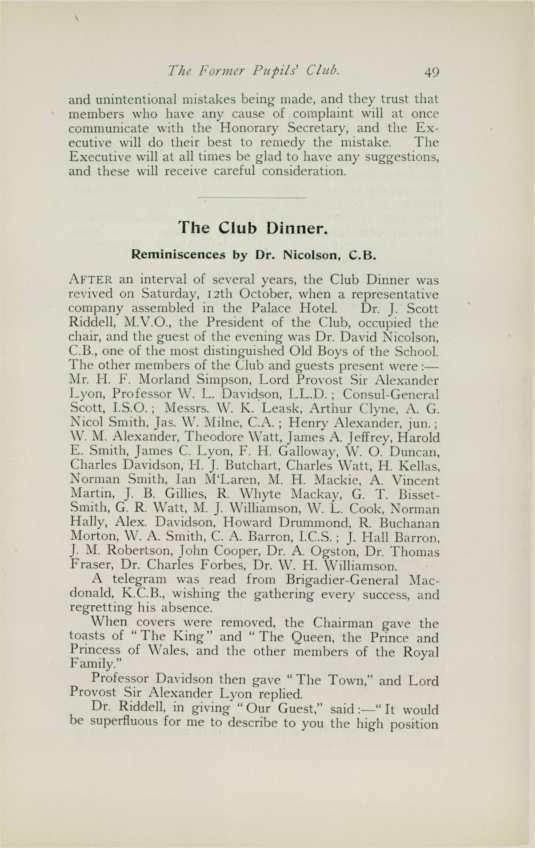 The Former Pupils' Club. 49
and unintentional mistakes being made, and they trust that
members who have any cause of complaint will at once
communicate with the Honorary Secretary, and the Ex-
ecutive will do their best to remedy the mistake. The
Executive will at all times be glad to have any suggestions,
and these will receive careful consideration.
The Club Dinner.
Reminiscences by Dr. Nicolson, C.B.
AFTER an interval of several years, the Club Dinner was
revived on Saturday, 12th October, when a representative
company assembled in the Palace Hotel. Dr. J. Scott
Riddell, M.V.O., the President of the Club, occupied the
chair, and the guest of the evening was Dr. David Nicolson,
C.B., one of the most distinguished Old Boys of the School.
The other members of the Club and guests present were :—
Mr. H. F. Morland Simpson, Lord Provost Sir Alexander
Lyon, Professor W. L. Davidson, LL.D. ; Consul-General
Scott, I.S.O. ; Messrs. W. K. Leask, Arthur Clyne, A. G.
Nicol Smith, Jas. W. Milne, C.A. ; Henry Alexander, jun. ;
W. M. Alexander, Theodore Watt, James A. Jeffrey, Harold
E. Smith, James C. Lyon, F. H. Galloway, W. O. Duncan,
Charles Davidson, H. J. Butchart, Charles Watt, H. Kellas,
Norman Smith, Ian M'Laren, M. H. Mackie, A. Vincent
Martin, J. B. Gillies, R. Whyte Mackay, G. T. Bisset-
Smith, G. R. Watt, M. J. Williamson, W. L. Cook, Norman
Hally, Alex. Davidson, Howard Drummond, R. Buchanan
Morton, W. A. Smith, C. A. Barron, I.C.S. ; J. Hall Barron,
J. M. Robertson, John Cooper, Dr. A. Ogston, Dr. Thomas
Fraser, Dr. Charles Forbes, Dr. W. H. Williamson.
A telegram was read from Brigadier-General Mac-
donald, K.C.B., wishing the gathering every success, and
regretting his absence.
When covers were removed, the Chairman gave the
toasts of "The King" and "The Queen, the Prince and
Princess of Wales, and the other members of the Royal
Family."
Professor Davidson then gave "The Town," and Lord
Provost Sir Alexander Lyon replied.
Dr. Riddell, in giving "Our Guest," said :—"It would
be superfluous for me to describe to you the high position